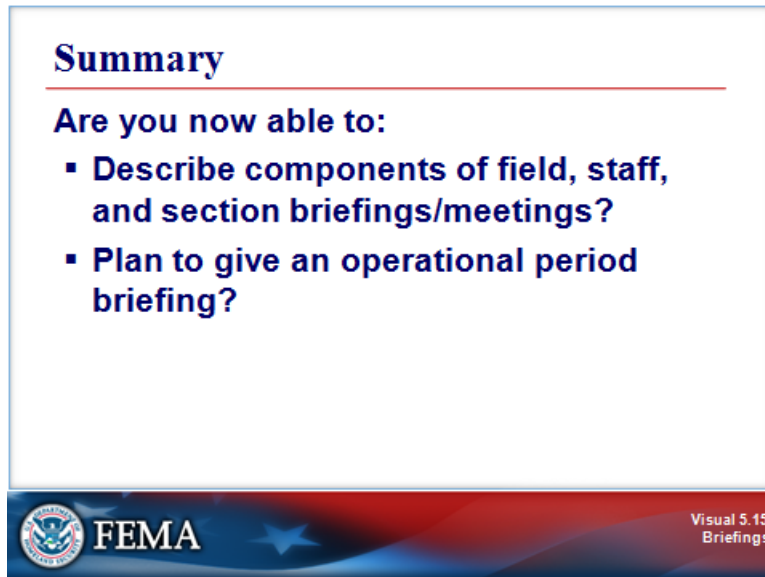 Summary
Are you now able to:
▪ Describe components of field, staff,
and section briefings/meetings?
▪ Plan to give an operational period
briefing?
FEMA
Visual 5.15
Briefings